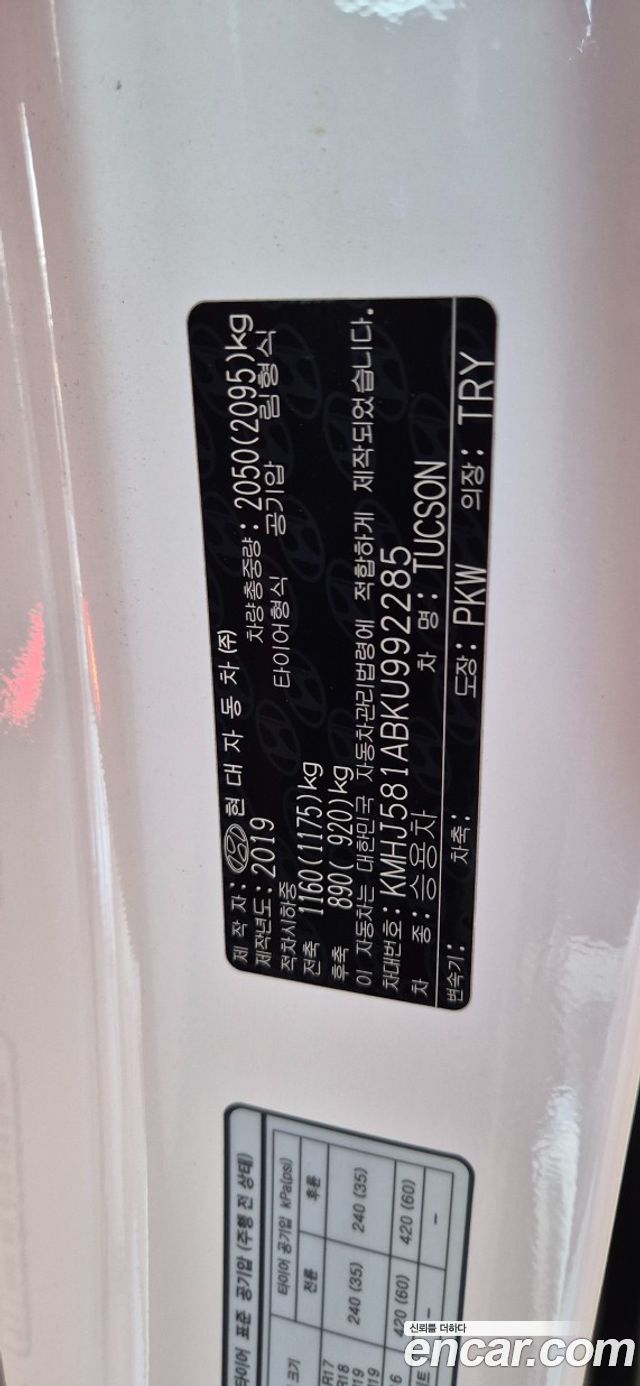 제 작 자 : 현 대 자 동 차 (주)
제작년도 : 2019 차량총중량 : 2050(2095)kg
적차시하중 타이어형식 공기압 림형식
전축 1160(1175)kg
후축 890( 920)kg
이 자동차는 대한민국 자동차관리법령에 적합하게 제작되었습니다.
차대번호: KMHJ581ABKU992285
차 종: 승용차 차 명 : TUCSON
변속기: 차축: 도장: PKW 의장: TRY
타이어 표준 공기압 (주행 전 상태)
크기 타이어 공기압 kPa(psi)
전륜 후륜
R17
R18 240 (35) 240 (35)
R19
6 420 (60) 420 (60)
– –
신뢰를 더하다
encar.com